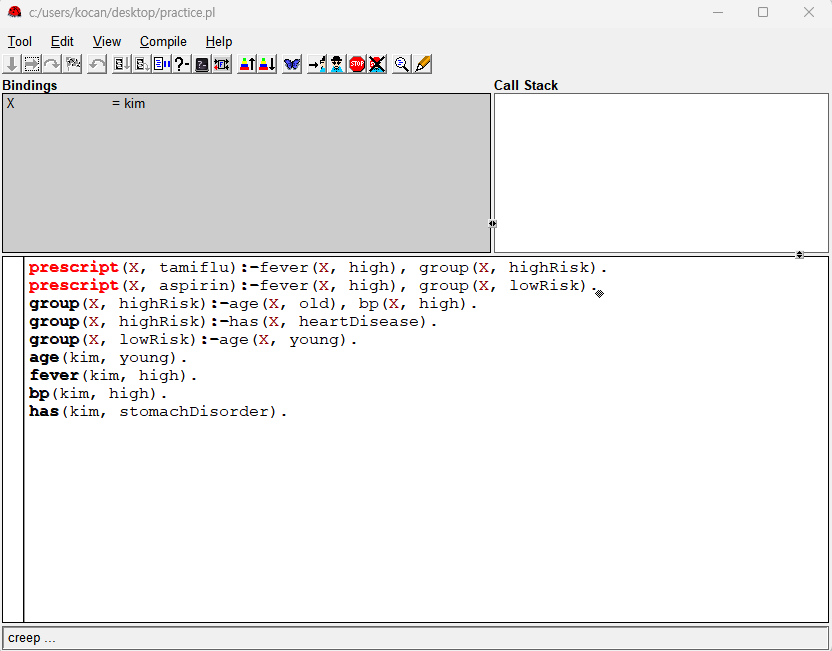 c:/users/kocan/desktop/practice.pl
Tool Edit View Compile Help
STOP
Bindings Call Stack
X = kim
prescript(X, tamiflu):-fever(X, high), group(X, highRisk).
prescript(X, aspirin):-fever(X, high), group(X, lowRisk).
group(X, highRisk):-age(X, old), bp(X, high).
group(X, highRisk):-has(X, heartDisease).
group(X, lowRisk):-age(X, young).
age(kim, young).
fever(kim, high).
bp(kim, high).
has(kim, stomachDisorder).
creep ...